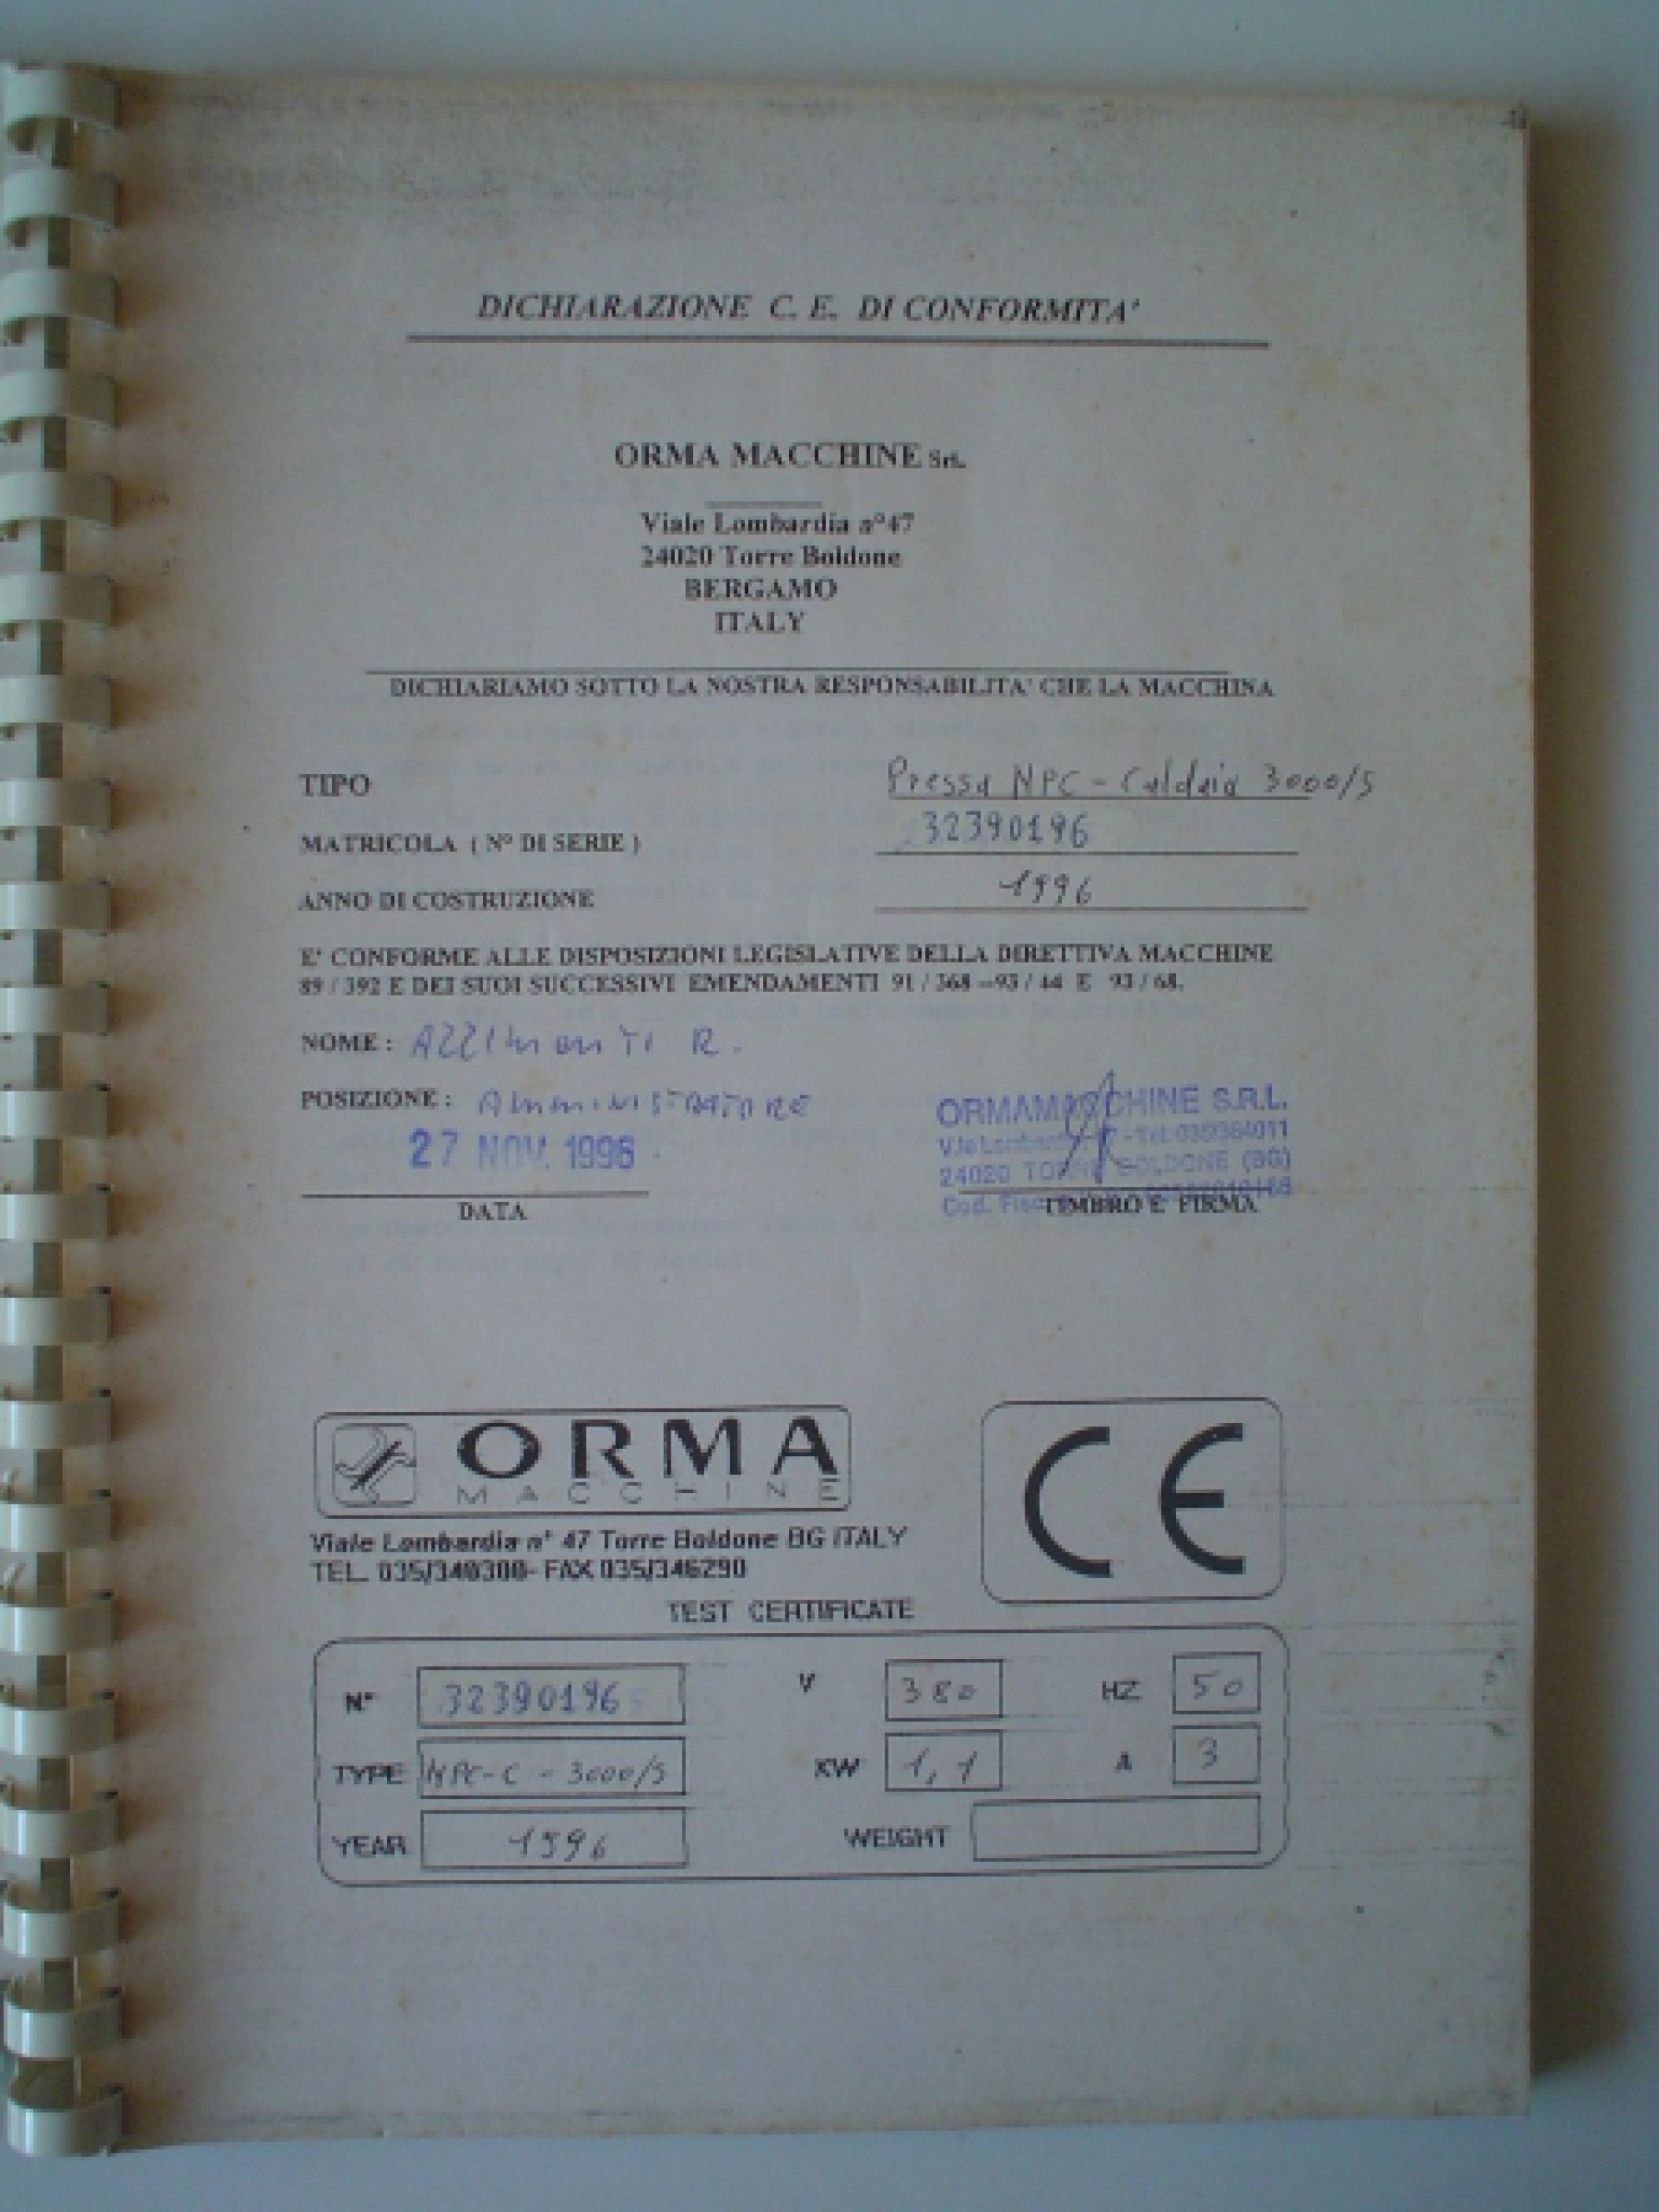 DICHIARAZIONE C. E. DI CONFORMITA'
ORMA MACCHINE Srl.
Viale Lombardia n°47
24020 Torre Boldone
BERGAMO
ITALY
DICHIARIAMO SOTTO LA NOSTRA RESPONSABILITA' CHE LA MACCHINA
TIPO Pressa NPC - Caldaia 3000/S
MATRICOLA ( N° DI SERIE ) 32390196
ANNO DI COSTRUZIONE 1996
E' CONFORME ALLE DISPOSIZIONI LEGISLATIVE DELLA DIRETTIVA MACCHINE
89 / 392 E DEI SUOI SUCCESSIVI EMENDAMENTI 91 / 368 – 93 / 44 E 93 / 68.
NOME : AZZIMONTI R.
POSIZIONE : AMMINISTRATORE
27 NOV. 1996
ORMAMACCHINE S.R.L.
24020 TORRE BOLDONE (BG)
DATA
TIMBRO E FIRMA
ORMA
MACCHINE
CE
Viale Lombardia n° 47 Torre Boldone BG ITALY
TEL. 035/340300- FAX 035/346290
TEST CERTIFICATE
N° 32390196 V 380 HZ 50
TYPE NPC-C - 3000/S KW 1,1 A 3
YEAR 1996 WEIGHT